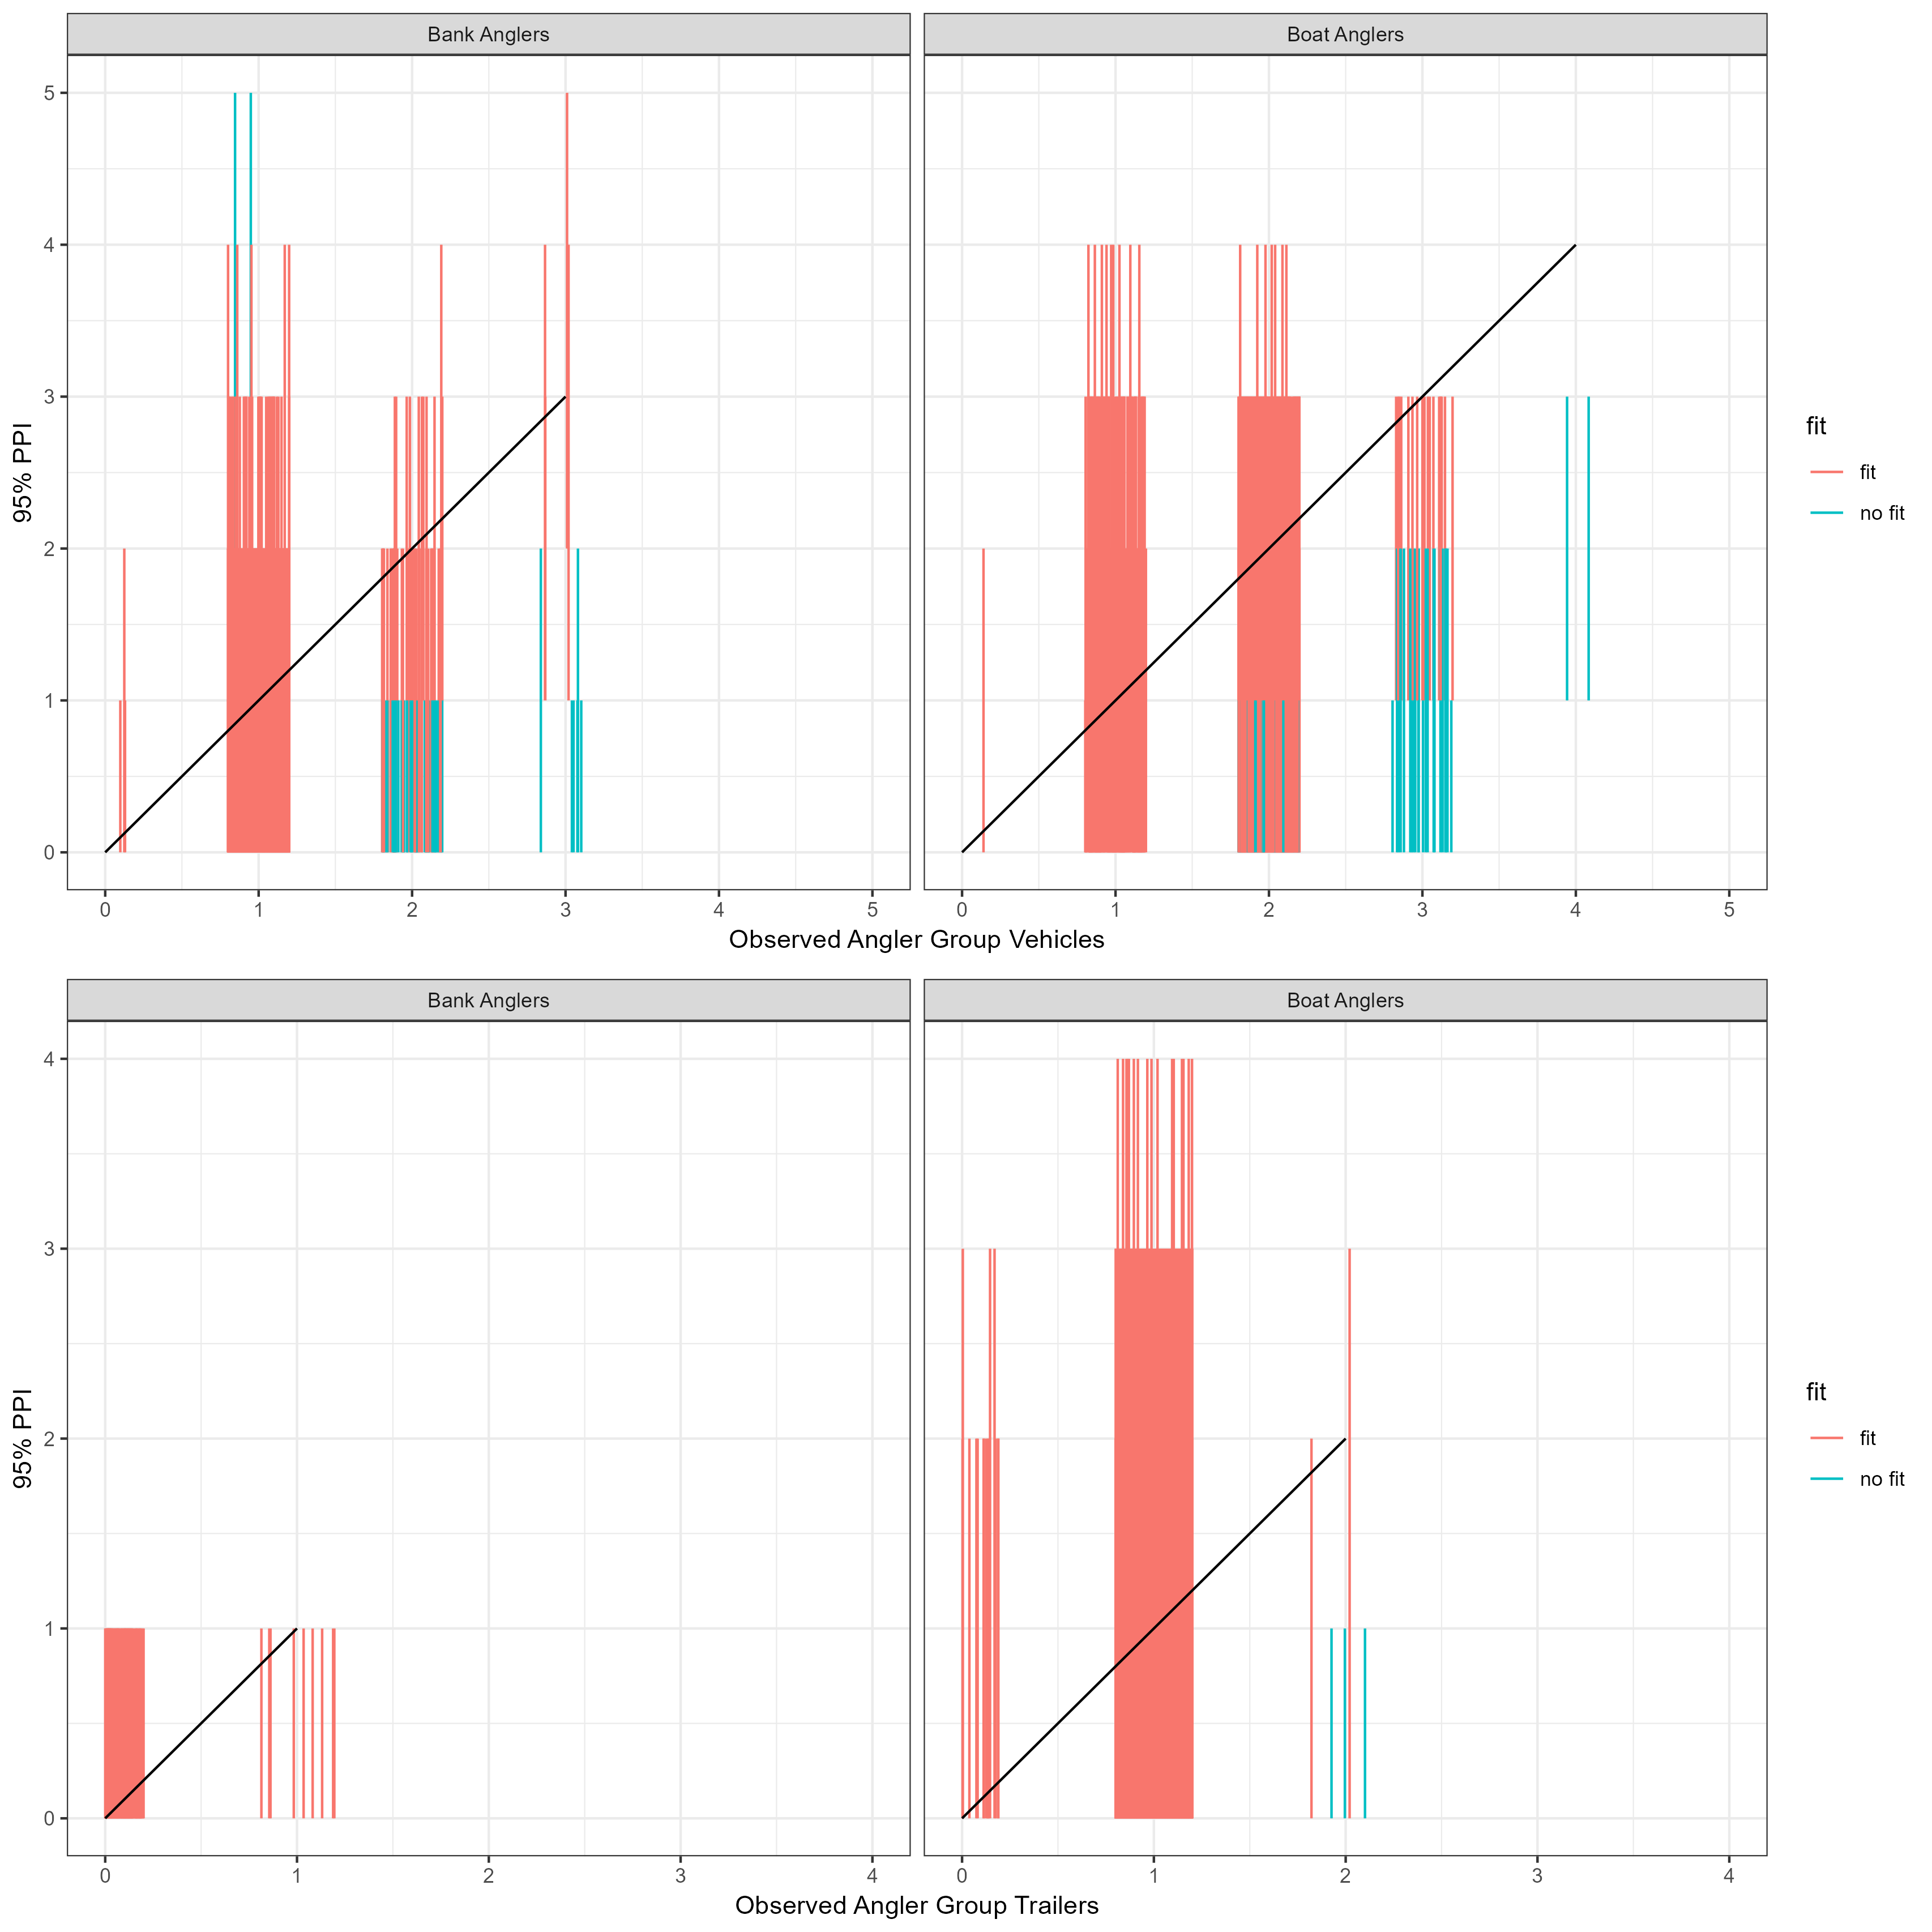 Bank Anglers Boat Anglers
5
4
3
2
1
0
95% PPI
0 1 2 3 4 5 0 1 2 3 4 5
Observed Angler Group Vehicles
fit
fit
no fit
Bank Anglers Boat Anglers
4
3
2
1
0
95% PPI
0 1 2 3 4 0 1 2 3 4
Observed Angler Group Trailers
fit
fit
no fit